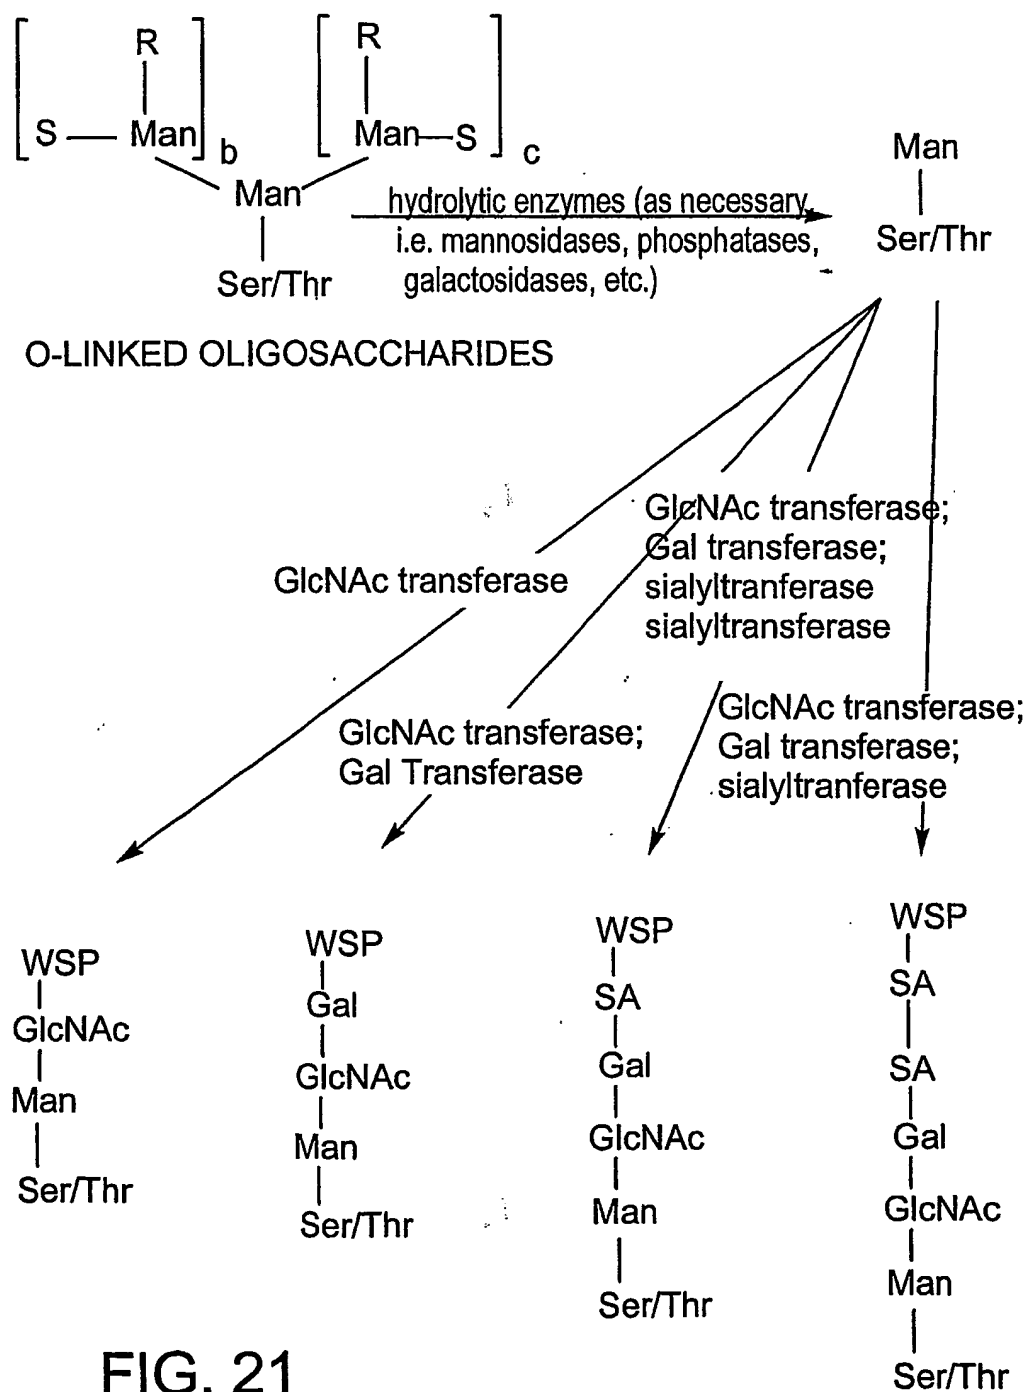 R
R
S
Man
b
Man
S
c
Man
Ser/Thr
O-LINKED OLIGOSACCHARIDES
hydrolytic enzymes (as necessary
i.e. mannosidases, phosphatases,
galactosidases, etc.)
Man
Ser/Thr
GlcNAc transferase
GlcNAc transferase;
Gal Transferase
GlcNAc transferase;
Gal transferase;
sialyltranferase
sialyltransferase
GlcNAc transferase;
Gal transferase;
sialyltranferase
WSP
GlcNAc
Man
Ser/Thr
WSP
Gal
GlcNAc
Man
Ser/Thr
WSP
SA
Gal
GlcNAc
Man
Ser/Thr
WSP
SA
SA
Gal
GlcNAc
Man
Ser/Thr
FIG. 21